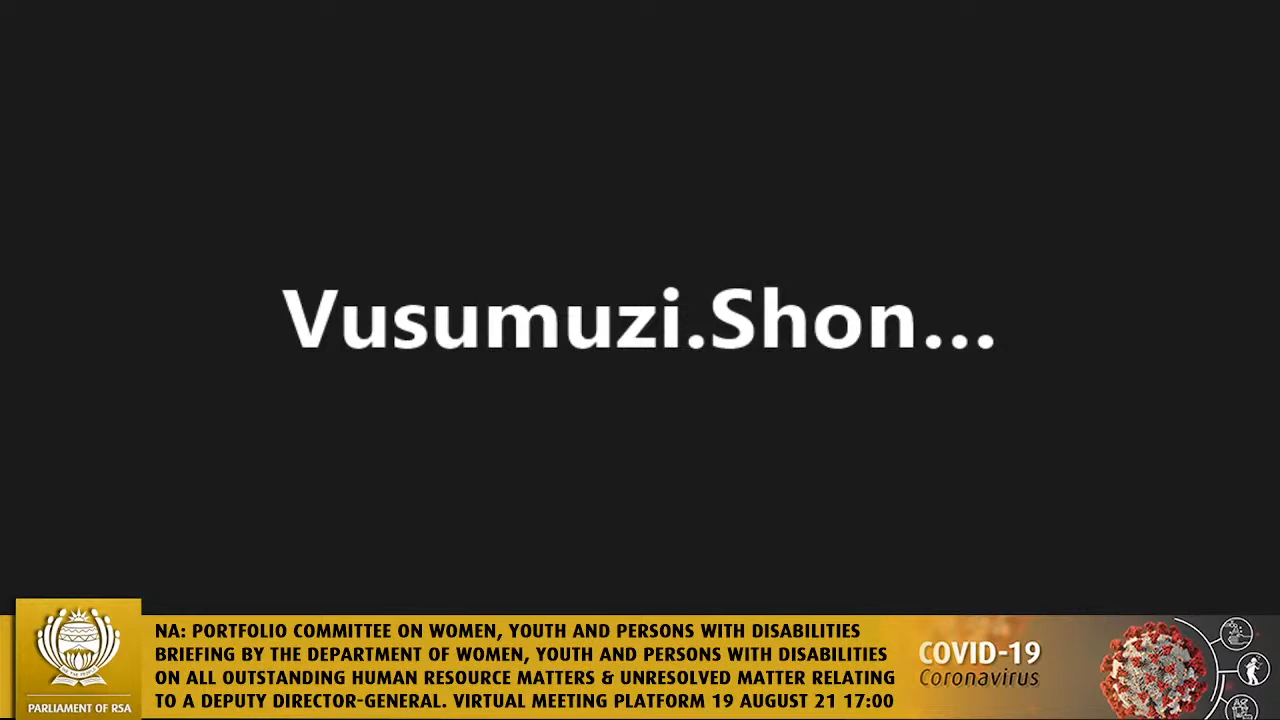 Vusumuzi.Shon...
NA: PORTFOLIO COMMITTEE ON WOMEN, YOUTH AND PERSONS WITH DISABILITIES
BRIEFING BY THE DEPARTMENT OF WOMEN, YOUTH AND PERSONS WITH DISABILITIES
ON ALL OUTSTANDING HUMAN RESOURCE MATTERS & UNRESOLVED MATTER RELATING
TO A DEPUTY DIRECTOR-GENERAL. VIRTUAL MEETING PLATFORM 19 AUGUST 21 17:00
PARLIAMENT OF RSA
COVID-19
Coronavirus